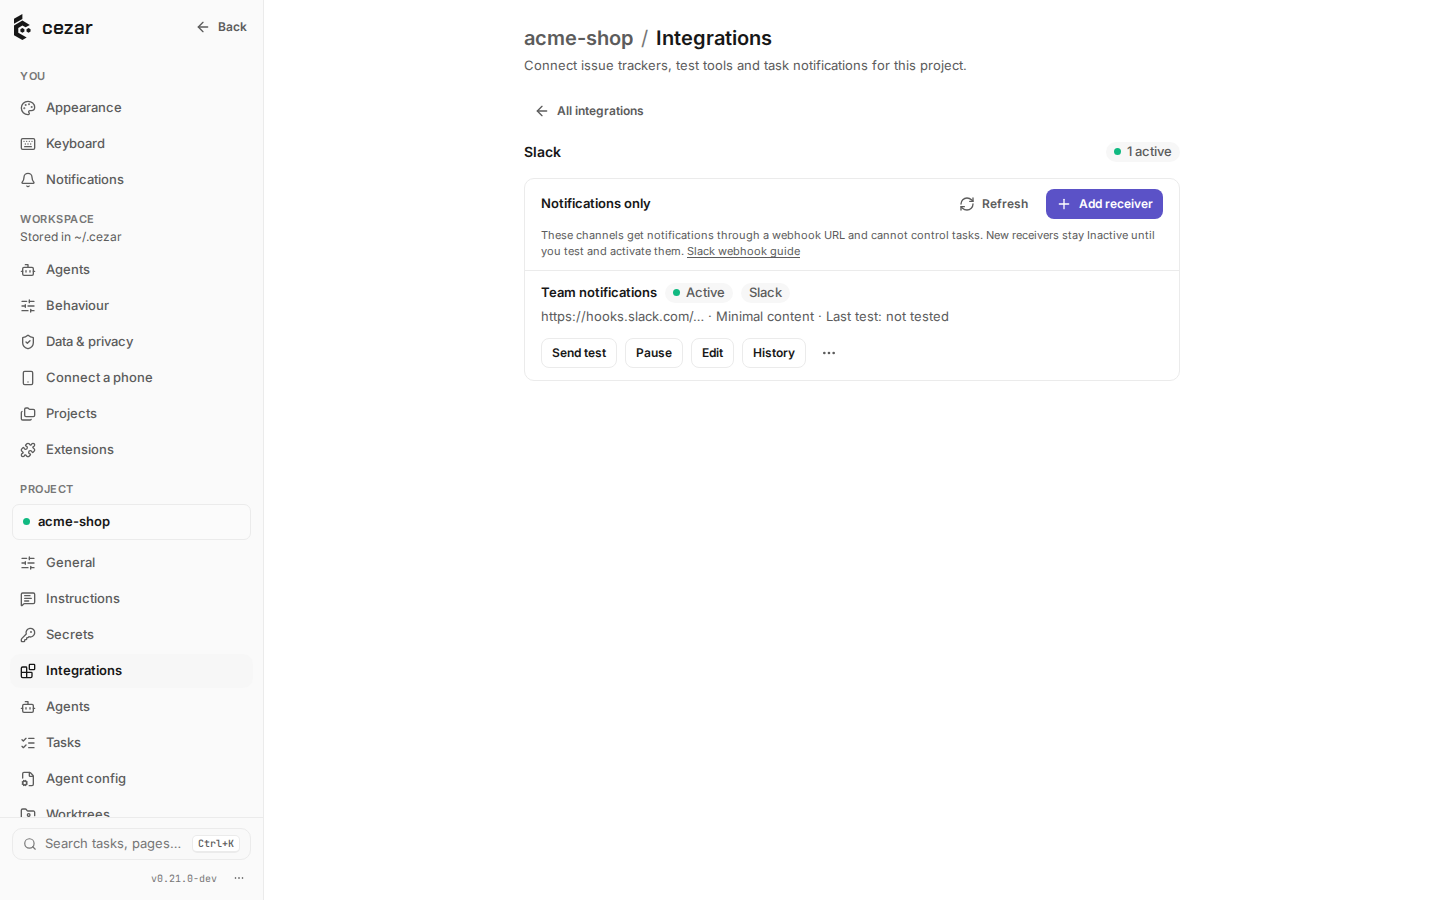 cezar
Back
YOU
Appearance
Keyboard
Notifications
WORKSPACE
Stored in ~/.cezar
Agents
Behaviour
Data & privacy
Connect a phone
Projects
Extensions
PROJECT
acme-shop
General
Instructions
Secrets
Integrations
Agents
Tasks
Agent config
Worktrees
Search tasks, pages... Ctrl+K
v0.21.0-dev ...
acme-shop / Integrations
Connect issue trackers, test tools and task notifications for this project.
All integrations
Slack
1 active
Notifications only
Refresh
Add receiver
These channels get notifications through a webhook URL and cannot control tasks. New receivers stay Inactive until
you test and activate them. Slack webhook guide
Team notifications Active Slack
https://hooks.slack.com/... · Minimal content · Last test: not tested
Send test Pause Edit History ...